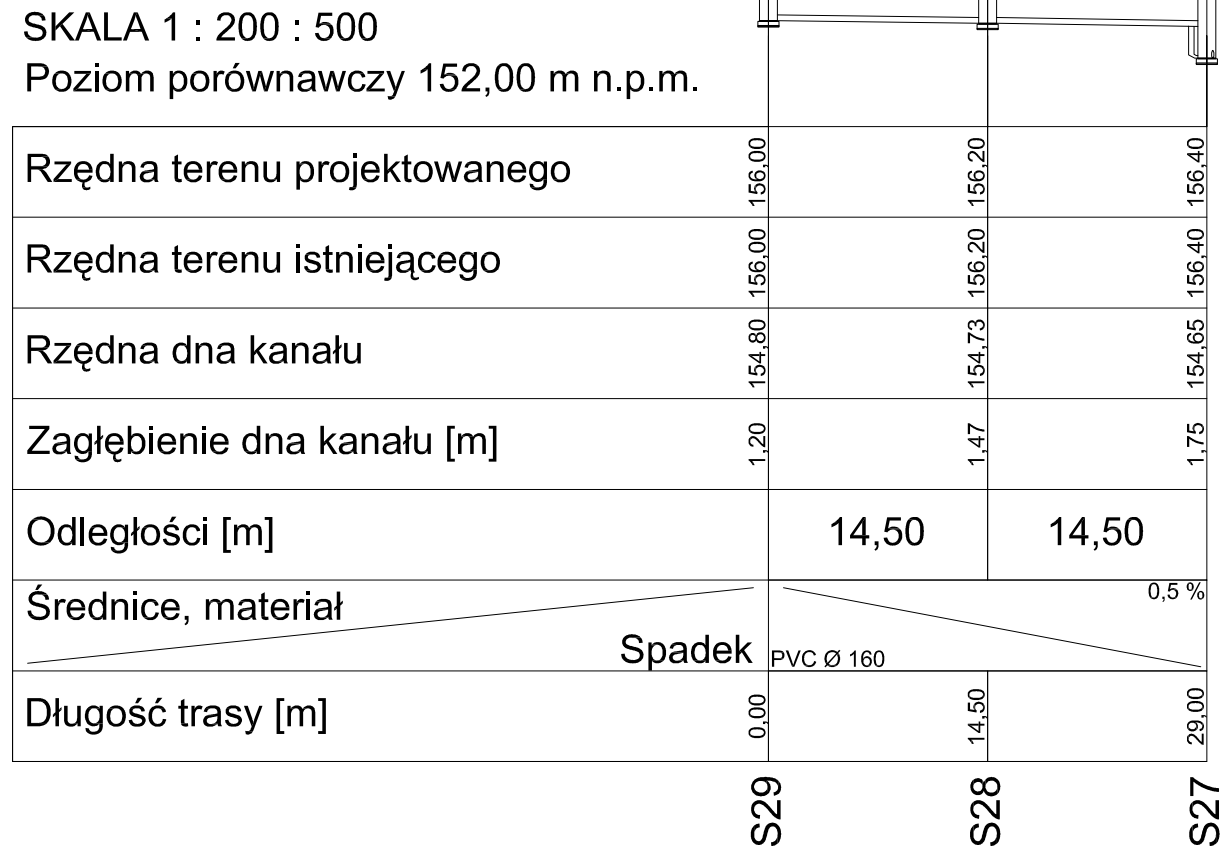 SKALA 1 : 200 : 500
Poziom porównawczy 152,00 m n.p.m.
Rzędna terenu projektowanego 156,00 156,20 156,40
Rzędna terenu istniejącego 156,00 156,20 156,40
Rzędna dna kanału 154,80 154,73 154,65
Zagłębienie dna kanału [m] 1,20 1,47 1,75
Odległości [m] 14,50 14,50
Średnice, materiał 0,5 %
Spadek PVC Ø 160
Długość trasy [m] 0,00 14,50 29,00
S29 S28 S27